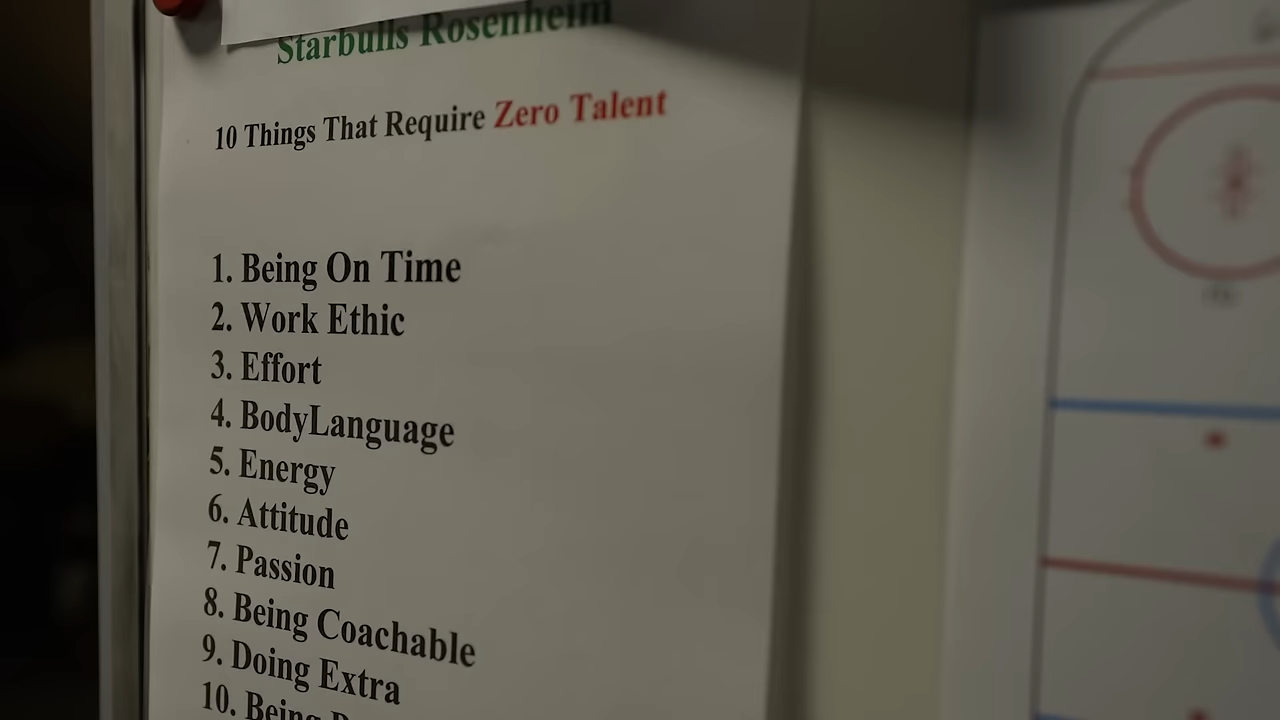 Starbulls Rosenheim
10 Things That Require Zero Talent
1. Being On Time
2. Work Ethic
3. Effort
4. BodyLanguage
5. Energy
6. Attitude
7. Passion
8. Being Coachable
9. Doing Extra
10. Being